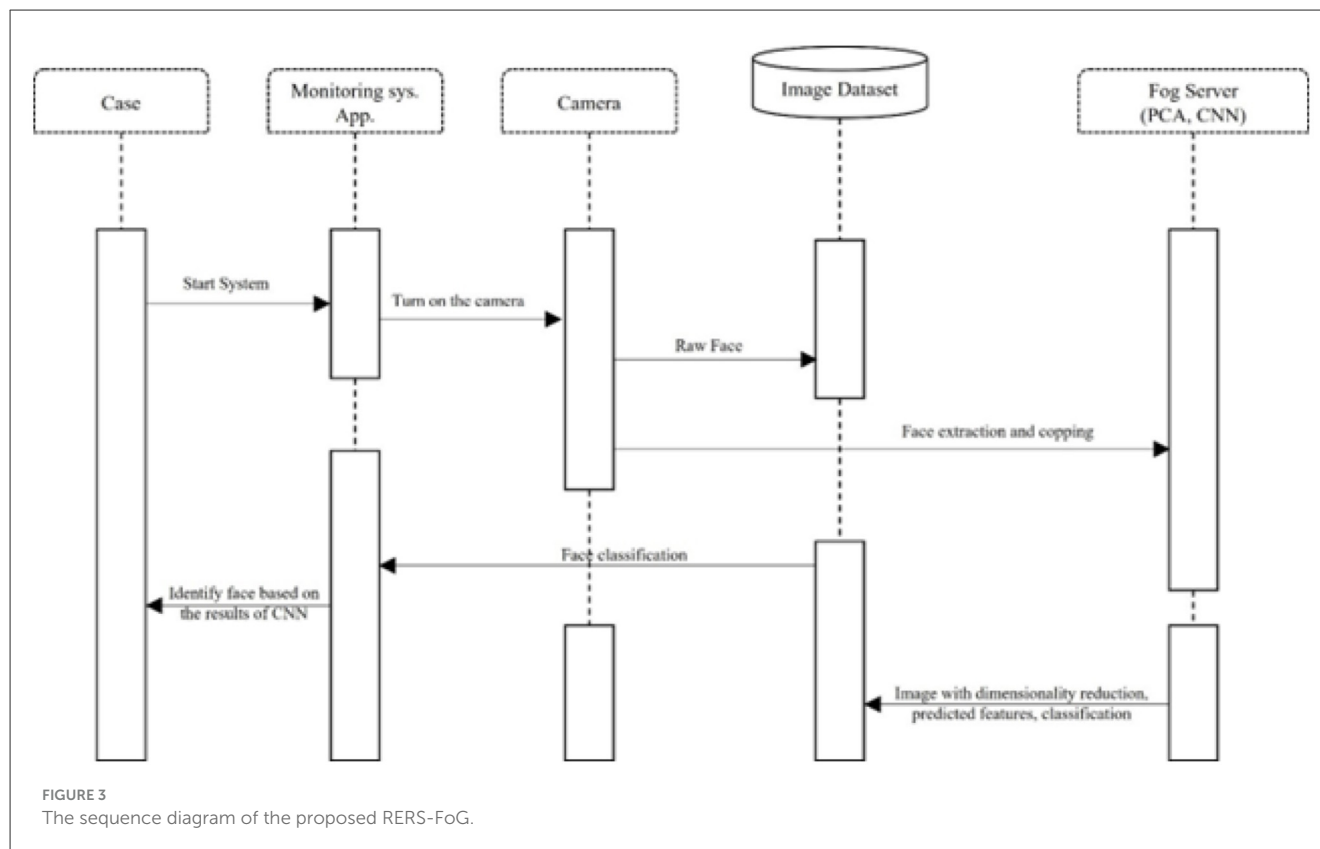 Case
Monitoring sys.
App.
Camera
Image Dataset
Fog Server
(PCA, CNN)
Start System
Turn on the camera
Raw Face
Face extraction and copping
Face classification
Identify face based on
the results of CNN
Image with dimensionality reduction,
predicted features, classification
FIGURE 3
The sequence diagram of the proposed RERS-FoG.